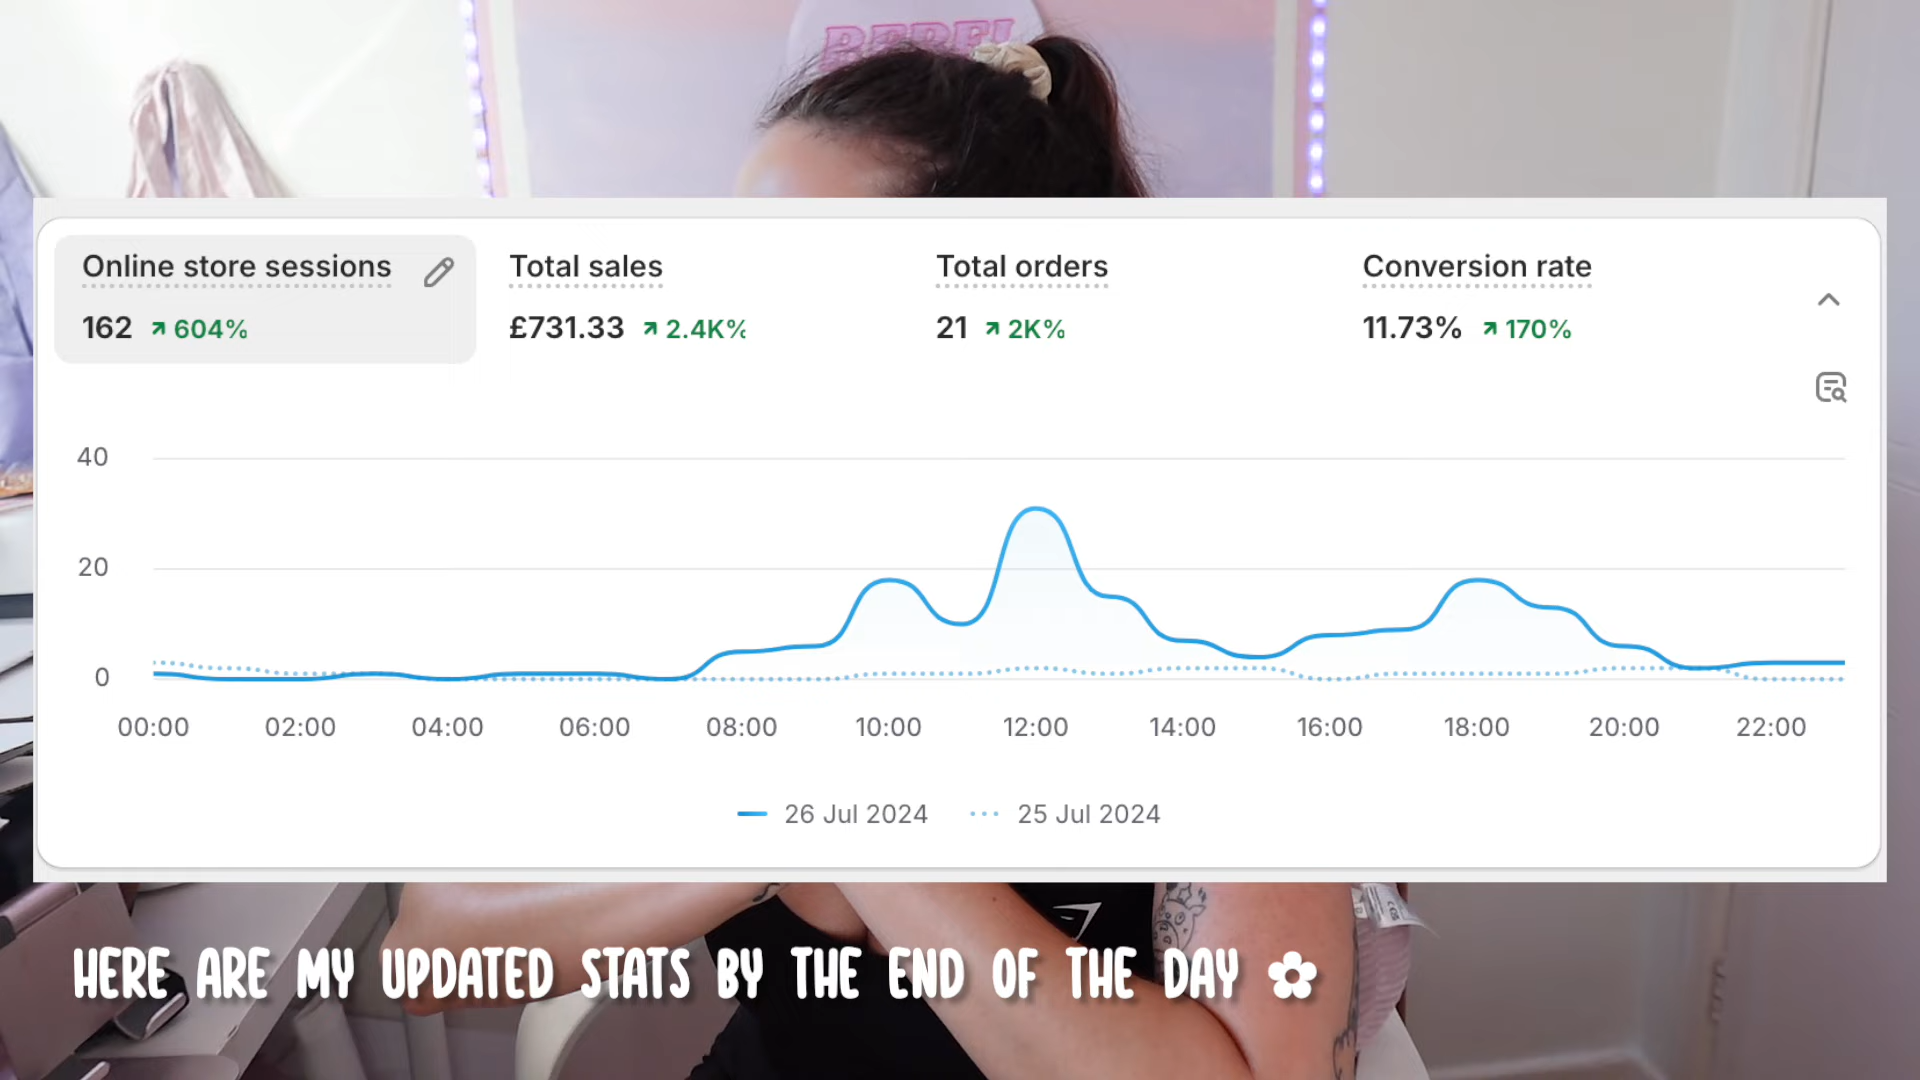 REBEL
Online store sessions
162 604%
Total sales
£731.33 2.4K%
Total orders
21 2K%
Conversion rate
11.73% 170%
40
20
0
00:00 02:00 04:00 06:00 08:00 10:00 12:00 14:00 16:00 18:00 20:00 22:00
26 Jul 2024 25 Jul 2024
HERE ARE MY UPDATED STATS BY THE END OF THE DAY